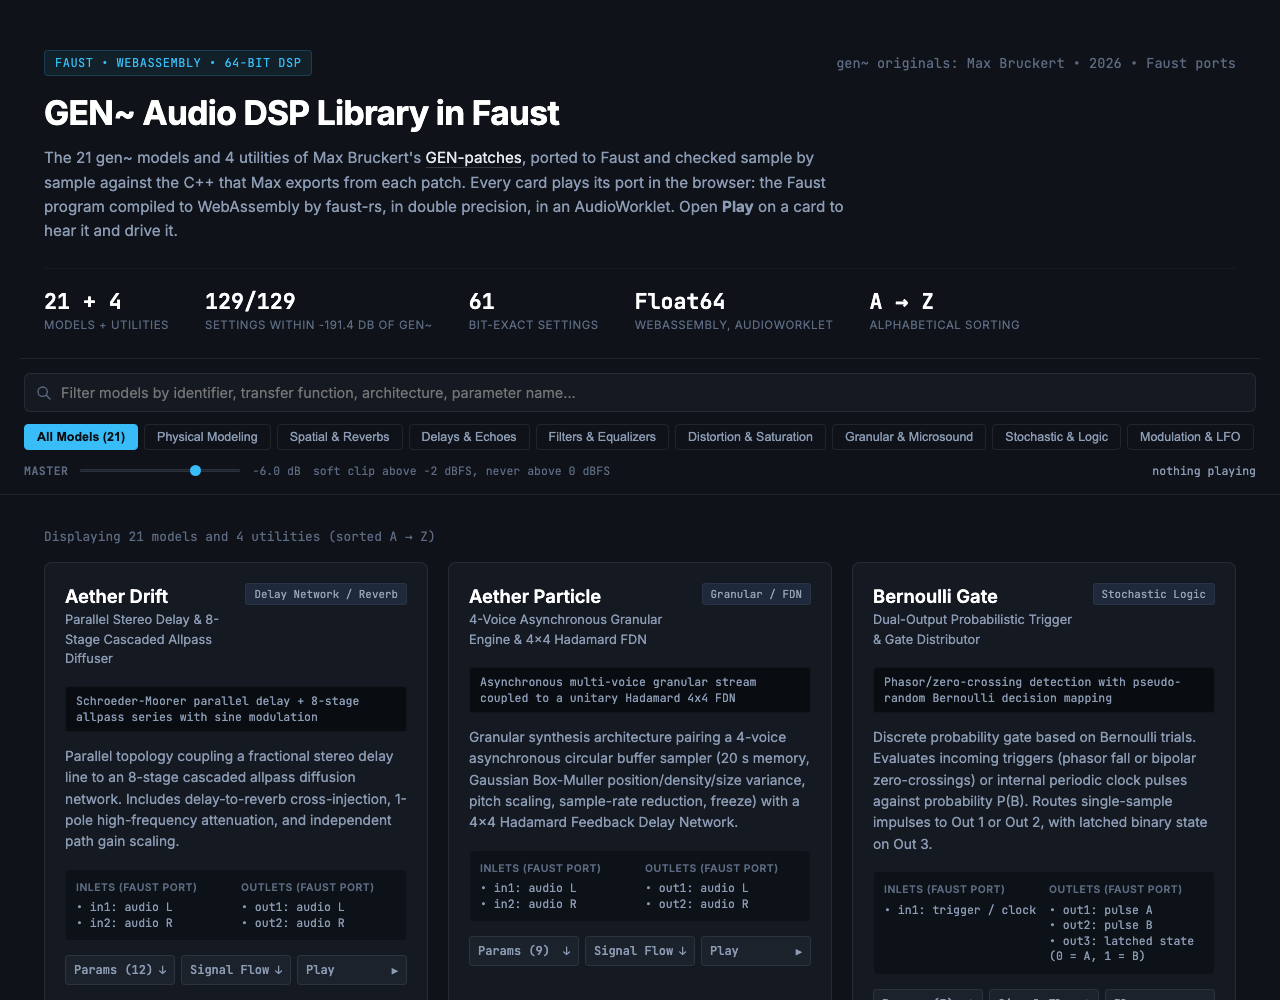 FAUST • WEBASSEMBLY • 64-BIT DSP
gen~ originals: Max Bruckert • 2026 • Faust ports
GEN~ Audio DSP Library in Faust
The 21 gen~ models and 4 utilities of Max Bruckert's GEN-patches, ported to Faust and checked sample by
sample against the C++ that Max exports from each patch. Every card plays its port in the browser: the Faust
program compiled to WebAssembly by faust-rs, in double precision, in an AudioWorklet. Open Play on a card to
hear it and drive it.
21 + 4
MODELS + UTILITIES
129/129
SETTINGS WITHIN -191.4 DB OF GEN~
61
BIT-EXACT SETTINGS
Float64
WEBASSEMBLY, AUDIOWORKLET
A → Z
ALPHABETICAL SORTING
Filter models by identifier, transfer function, architecture, parameter name...
All Models (21)
Physical Modeling
Spatial & Reverbs
Delays & Echoes
Filters & Equalizers
Distortion & Saturation
Granular & Microsound
Stochastic & Logic
Modulation & LFO
MASTER
-6.0 dB
soft clip above -2 dBFS, never above 0 dBFS
nothing playing
Displaying 21 models and 4 utilities (sorted A → Z)
Aether Drift
Delay Network / Reverb
Parallel Stereo Delay & 8-
Stage Cascaded Allpass
Diffuser
Schroeder-Moorer parallel delay + 8-stage
allpass series with sine modulation
Parallel topology coupling a fractional stereo delay
line to an 8-stage cascaded allpass diffusion
network. Includes delay-to-reverb cross-injection, 1-
pole high-frequency attenuation, and independent
path gain scaling.
INLETS (FAUST PORT)
• in1: audio L
• in2: audio R
OUTLETS (FAUST PORT)
• out1: audio L
• out2: audio R
Params (12) ↓
Signal Flow ↓
Play ▸
Aether Particle
Granular / FDN
4-Voice Asynchronous Granular
Engine & 4×4 Hadamard FDN
Asynchronous multi-voice granular stream
coupled to a unitary Hadamard 4x4 FDN
Granular synthesis architecture pairing a 4-voice
asynchronous circular buffer sampler (20 s memory,
Gaussian Box-Muller position/density/size variance,
pitch scaling, sample-rate reduction, freeze) with a
4×4 Hadamard Feedback Delay Network.
INLETS (FAUST PORT)
• in1: audio L
• in2: audio R
OUTLETS (FAUST PORT)
• out1: audio L
• out2: audio R
Params (9) ↓
Signal Flow ↓
Play ▸
Bernoulli Gate
Stochastic Logic
Dual-Output Probabilistic Trigger
& Gate Distributor
Phasor/zero-crossing detection with pseudo-
random Bernoulli decision mapping
Discrete probability gate based on Bernoulli trials.
Evaluates incoming triggers (phasor fall or bipolar
zero-crossings) or internal periodic clock pulses
against probability P(B). Routes single-sample
impulses to Out 1 or Out 2, with latched binary state
on Out 3.
INLETS (FAUST PORT)
• in1: trigger / clock
OUTLETS (FAUST PORT)
• out1: pulse A
• out2: pulse B
• out3: latched state
(0 = A, 1 = B)